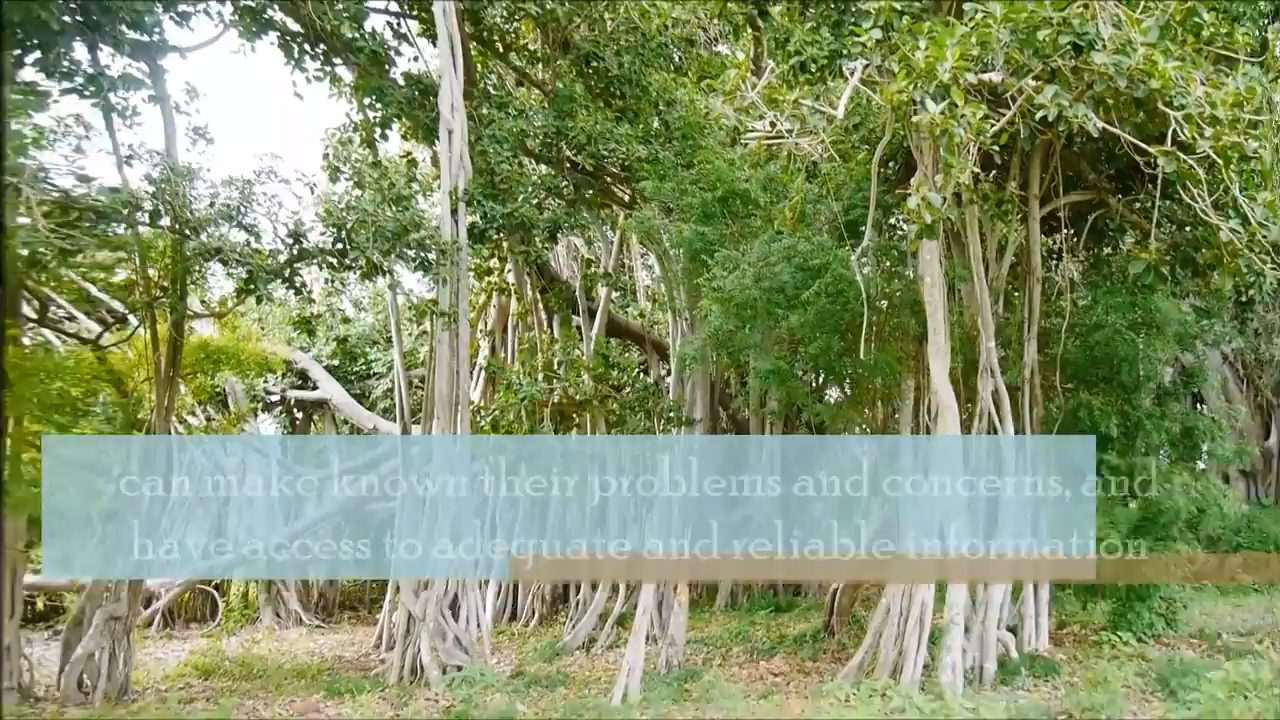 can make known their problems and concerns, and
have access to adequate and reliable information